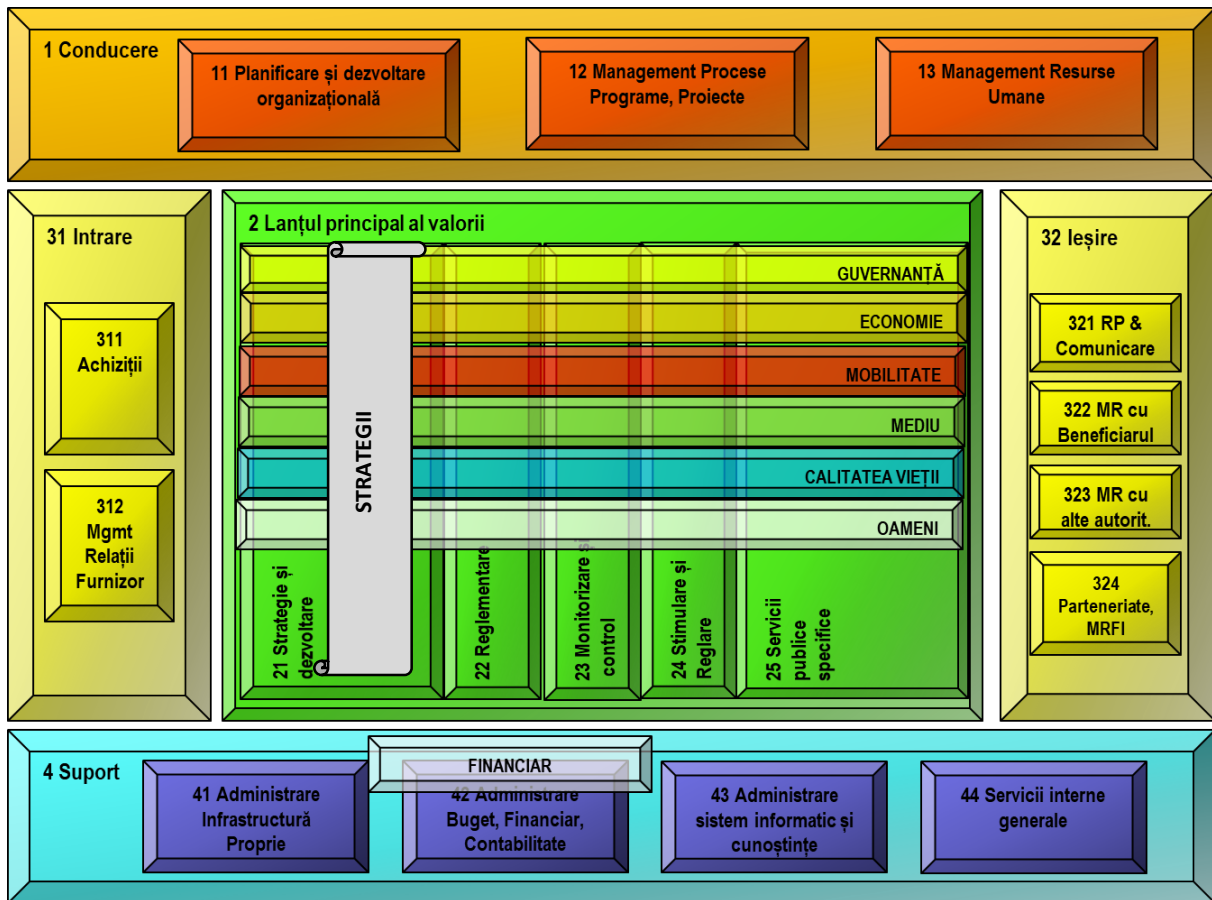 1 Conducere
11 Planificare și dezvoltare
organizațională
12 Management Procese
Programe, Proiecte
13 Management Resurse
Umane
31 Intrare
311
Achiziții
312
Mgmt
Relații
Furnizor
2 Lanțul principal al valorii
GUVERNANȚĂ
ECONOMIE
MOBILITATE
MEDIU
CALITATEA VIEȚII
OAMENI
STRATEGII
21 Strategie și
dezvoltare
22 Reglementare
23 Monitorizare și
control
24 Stimulare și
Reglare
25 Servicii
publice
specifice
32 Ieșire
321 RP &
Comunicare
322 MR cu
Beneficiarul
323 MR cu
alte autorit.
324
Parteneriate,
MRFI
4 Suport
FINANCIAR
41 Administrare
Infrastructură
Proprie
42 Administrare
Buget, Financiar,
Contabilitate
43 Administrare
sistem informatic și
cunoștințe
44 Servicii interne
generale